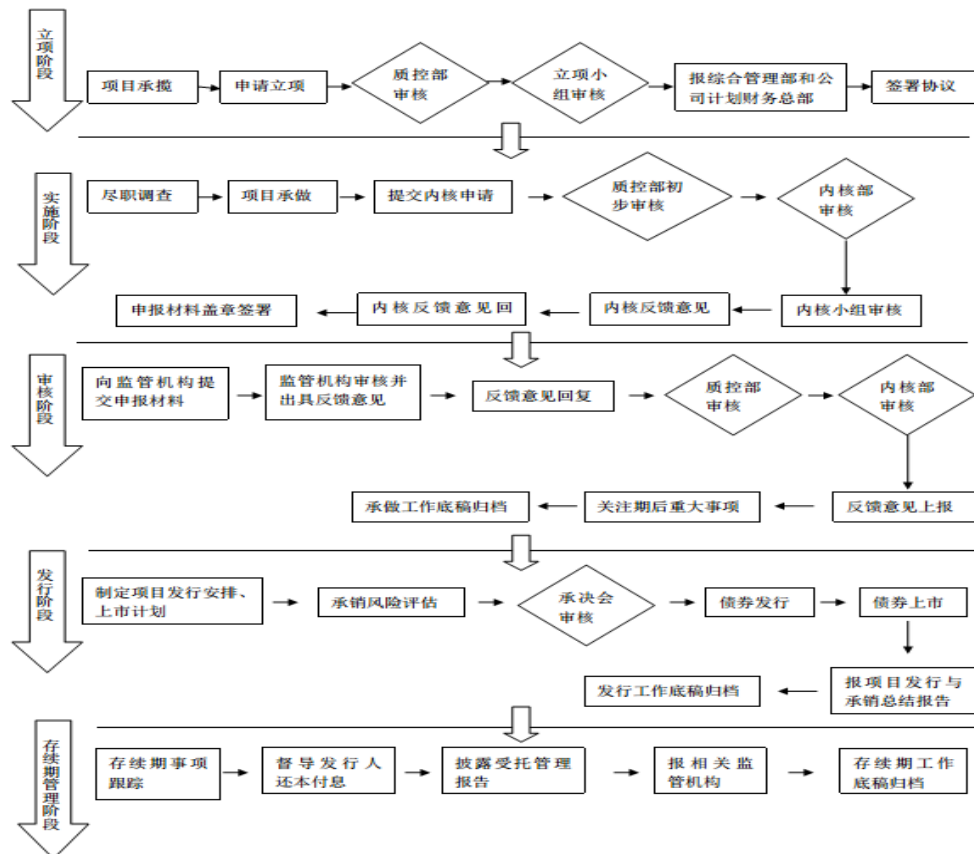 立项阶段
项目承揽
申请立项
质控部
审核
立项小
组审核
报综合管理部和公
司计划财务总部
签署协议
实施阶段
尽职调查
项目承做
提交内核申请
质控部初
步审核
内核部
审核
内核小组审核
内核反馈意见
内核反馈意见回
申报材料盖章签署
审核阶段
向监管机构提
交申报材料
监管机构审核并
出具反馈意见
反馈意见回复
质控部
审核
内核部
审核
反馈意见上报
关注期后重大事项
承做工作底稿归档
发行阶段
制定项目发行安排、
上市计划
承销风险评估
承决会
审核
债券发行
债券上市
报项目发行与
承销总结报告
发行工作底稿归档
存续期管理阶段
存续期事项
跟踪
督导发行人
还本付息
披露受托管理
报告
报相关监
管机构
存续期工作
底稿归档